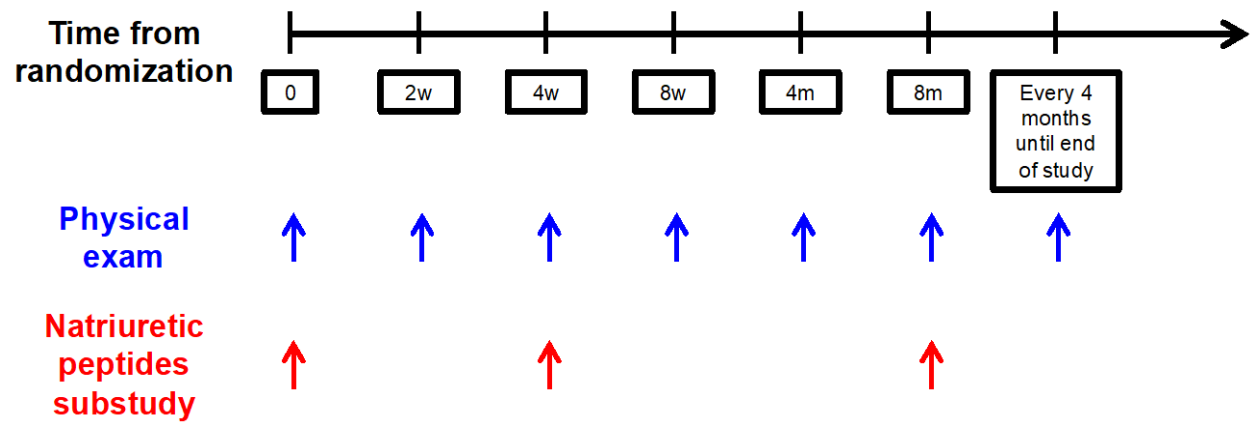 Time from
randomization
0
2w
4w
8w
4m
8m
Every 4
months
until end
of study
Physical
exam
Natriuretic
peptides
substudy